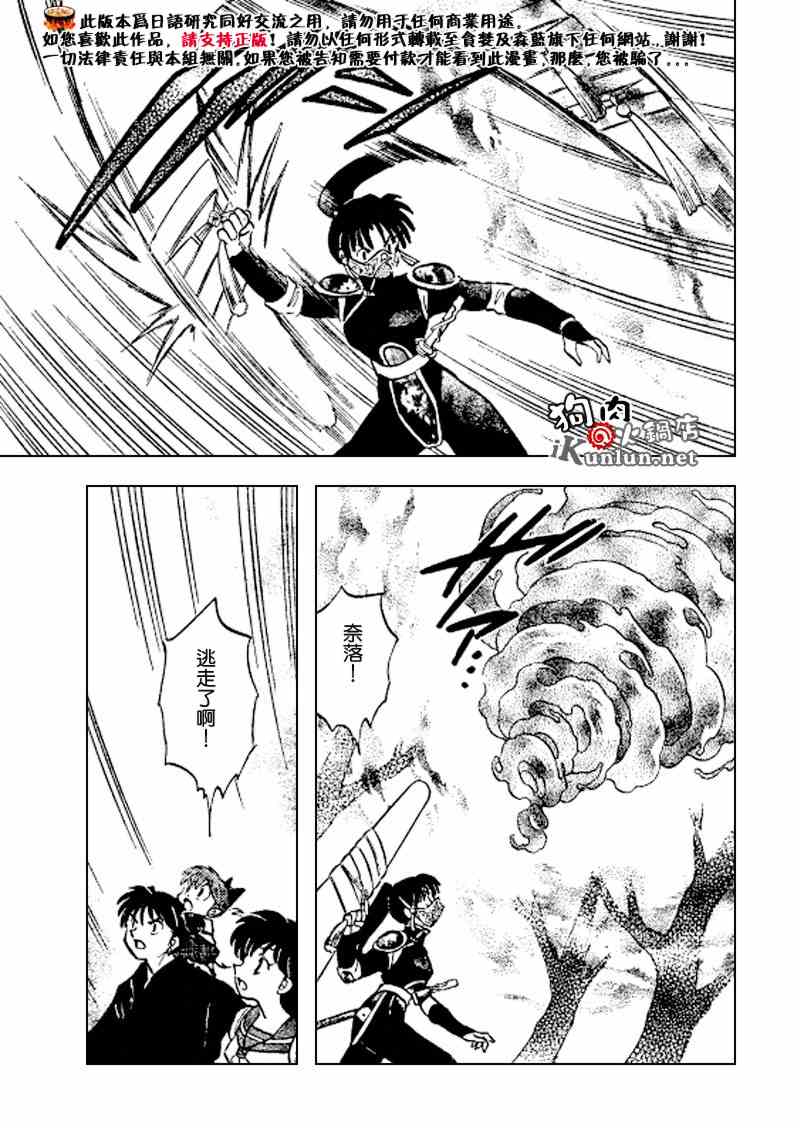 此版本爲日語研究同好交流之用，請勿用于任何商業用途。
如您喜歡此作品，請支持正版！請勿以任何形式轉載至貪婪及森藍旗下任何網站，謝謝！
一切法律責任與本組無關，如果您被告知需要付款才能看到此漫畫，那麼，您被騙了...
狗肉
火鍋店
iKunlun.net
奈落！
逃走了啊！